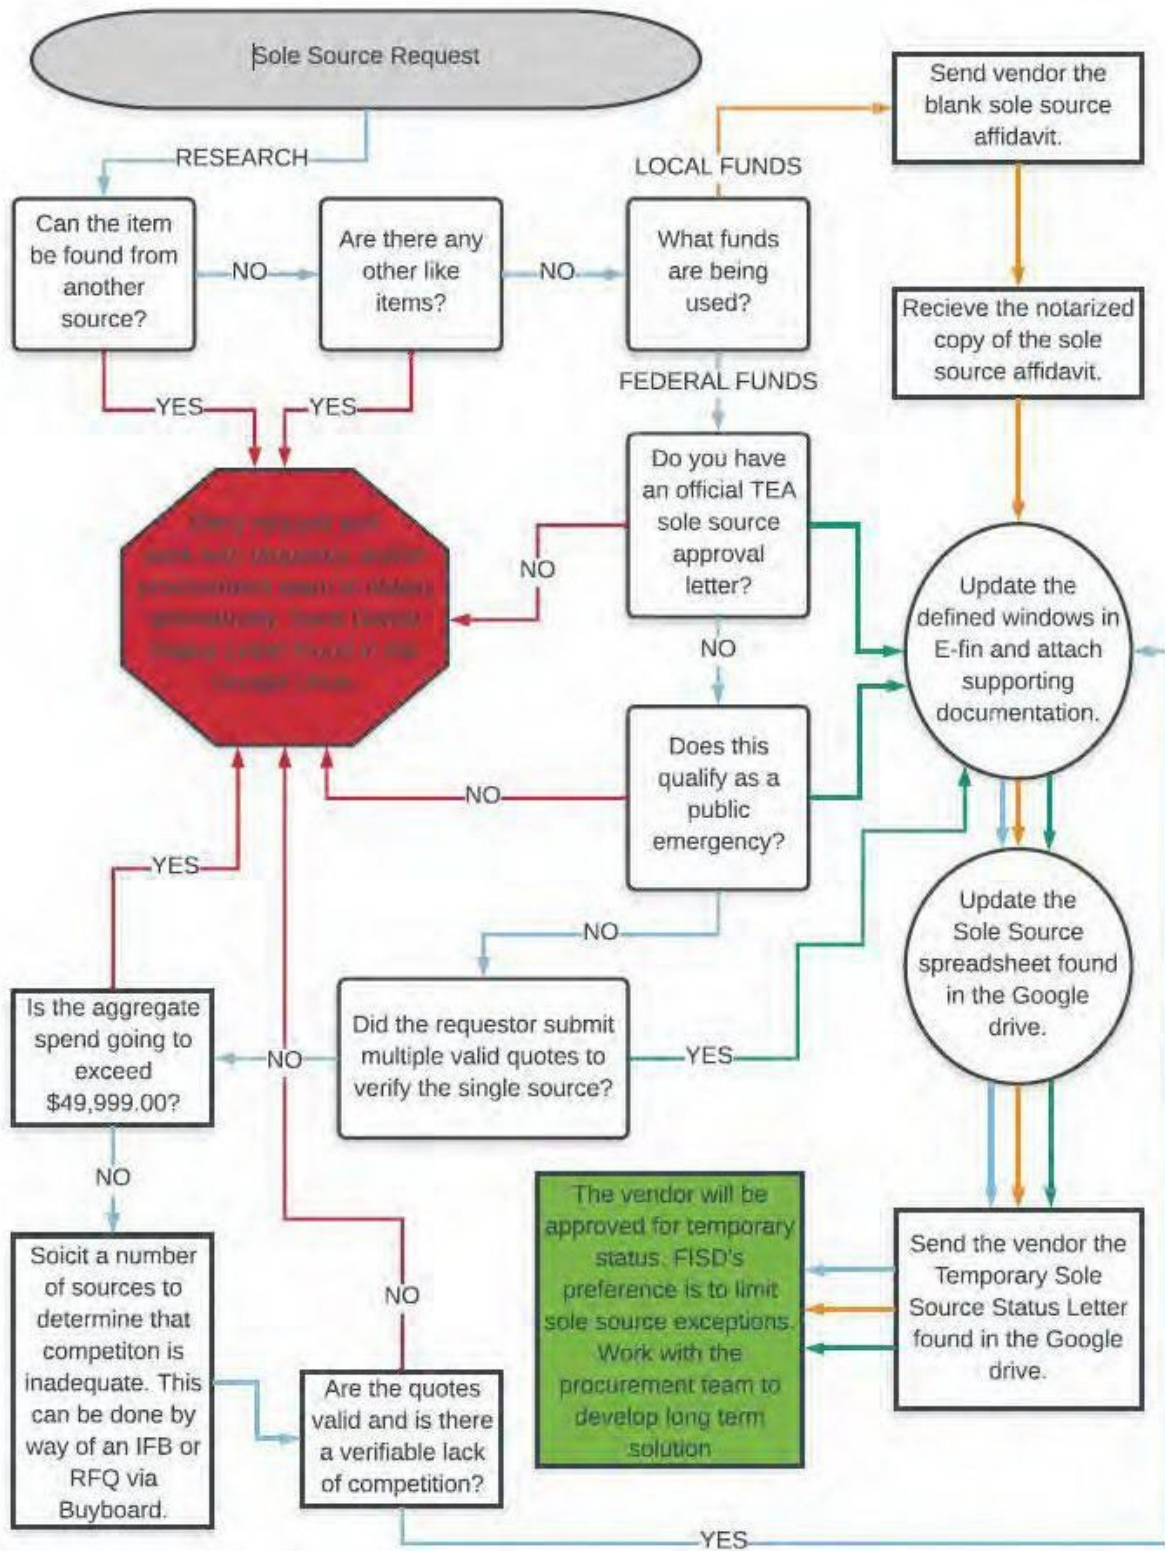 Sole Source Request
RESEARCH
Can the item
be found from
another
source?
NO
Are there any
other like
items?
NO
What funds
are being
used?
LOCAL FUNDS
Send vendor the
blank sole source
affidavit.
Recieve the notarized
copy of the sole
source affidavit.
YES
YES
FEDERAL FUNDS
Do you have
an official TEA
sole source
approval
letter?
NO
NO
Update the
defined windows in
E-fin and attach
supporting
documentation.
Does this
qualify as a
public
emergency?
NO
YES
NO
Update the
Sole Source
spreadsheet found
in the Google
drive.
Is the aggregate
spend going to
exceed
$49,999.00?
NO
Did the requestor submit
multiple valid quotes to
verify the single source?
YES
NO
The vendor will be
approved for temporary
status. FISD's
preference is to limit
sole source exceptions.
Work with the
procurement team to
develop long term
solution
Send the vendor the
Temporary Sole
Source Status Letter
found in the Google
drive.
Soicit a number
of sources to
determine that
competiton is
inadequate. This
can be done by
way of an IFB or
RFQ via
Buyboard.
NO
Are the quotes
valid and is there
a verifiable lack
of competition?
YES